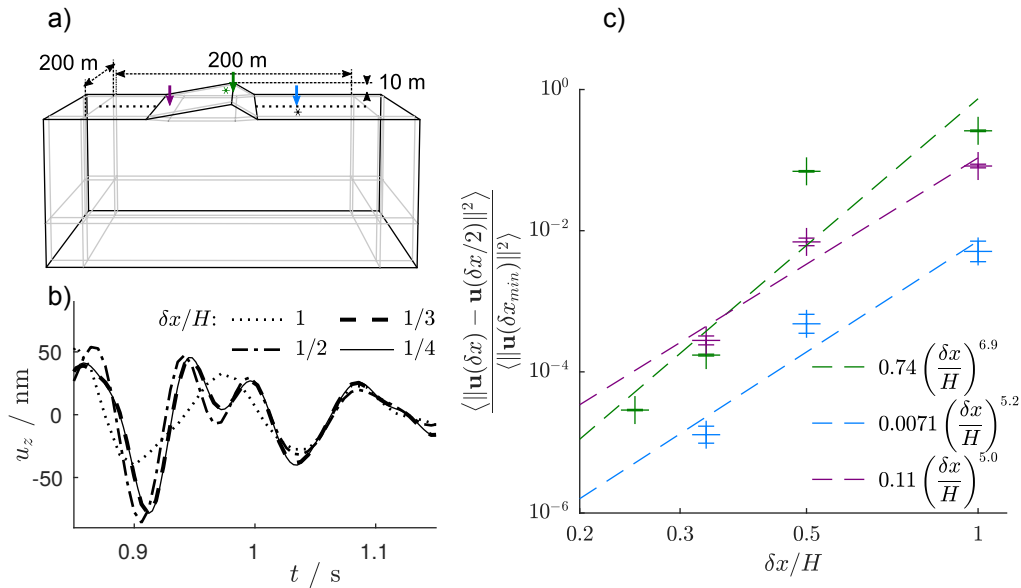 a)
200 m
200 m
10 m
*
*
b)
δx/H:
1
1/3
1/2
1/4
50
0
-50
u_z / nm
0.9
1
1.1
t / s
c)
⟨||u(δx) − u(δx/2)||²⟩
⟨||u(δx_min)||²⟩
10⁰
10⁻²
10⁻⁴
10⁻⁶
0.74 (δx/H)^6.9
0.0071 (δx/H)^5.2
0.11 (δx/H)^5.0
0.2
0.3
0.5
1
δx/H